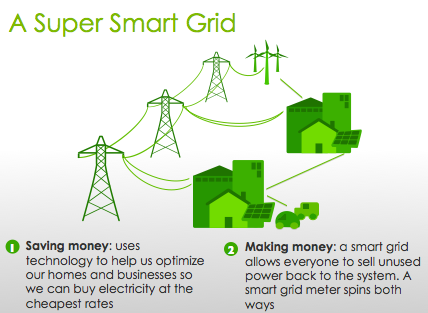 A Super Smart Grid
1 Saving money: uses
technology to help us optimize
our homes and businesses so
we can buy electricity at the
cheapest rates
2 Making money: a smart grid
allows everyone to sell unused
power back to the system. A
smart grid meter spins both
ways